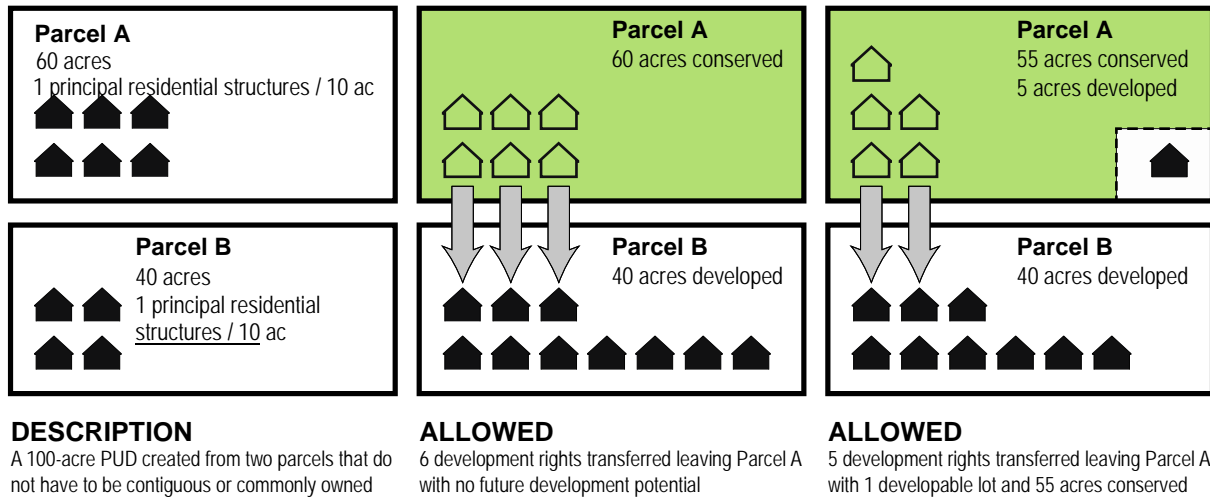 Parcel A
60 acres
1 principal residential structures / 10 ac
Parcel B
40 acres
1 principal residential
structures / 10 ac
DESCRIPTION
A 100-acre PUD created from two parcels that do
not have to be contiguous or commonly owned
Parcel A
60 acres conserved
Parcel B
40 acres developed
ALLOWED
6 development rights transferred leaving Parcel A
with no future development potential
Parcel A
55 acres conserved
5 acres developed
Parcel B
40 acres developed
ALLOWED
5 development rights transferred leaving Parcel A
with 1 developable lot and 55 acres conserved